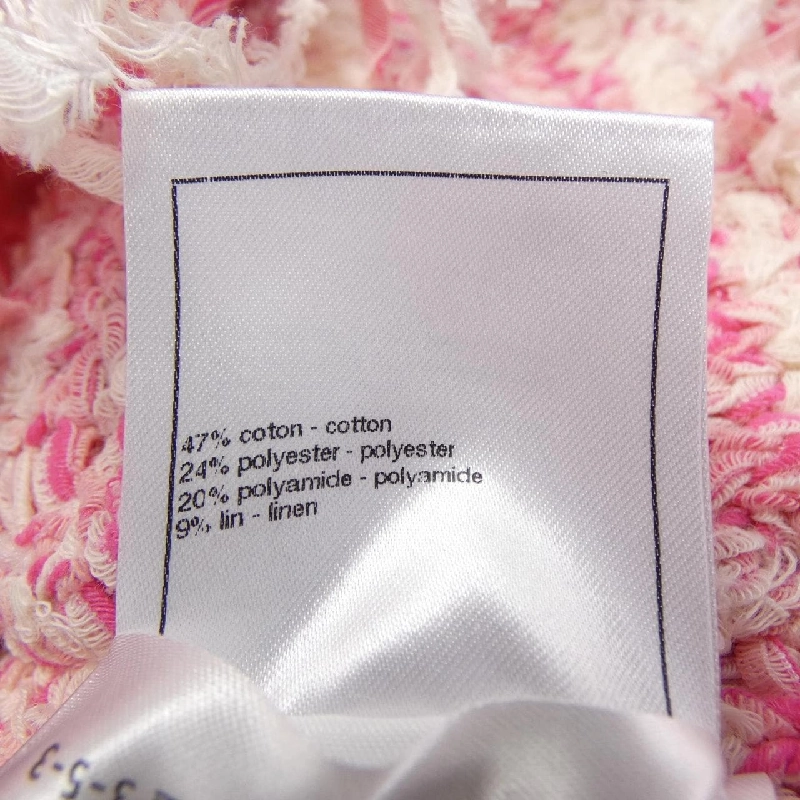 47% coton - cotton
24% polyester - polyester
20% polyamide - polyamide
9% lin - linen